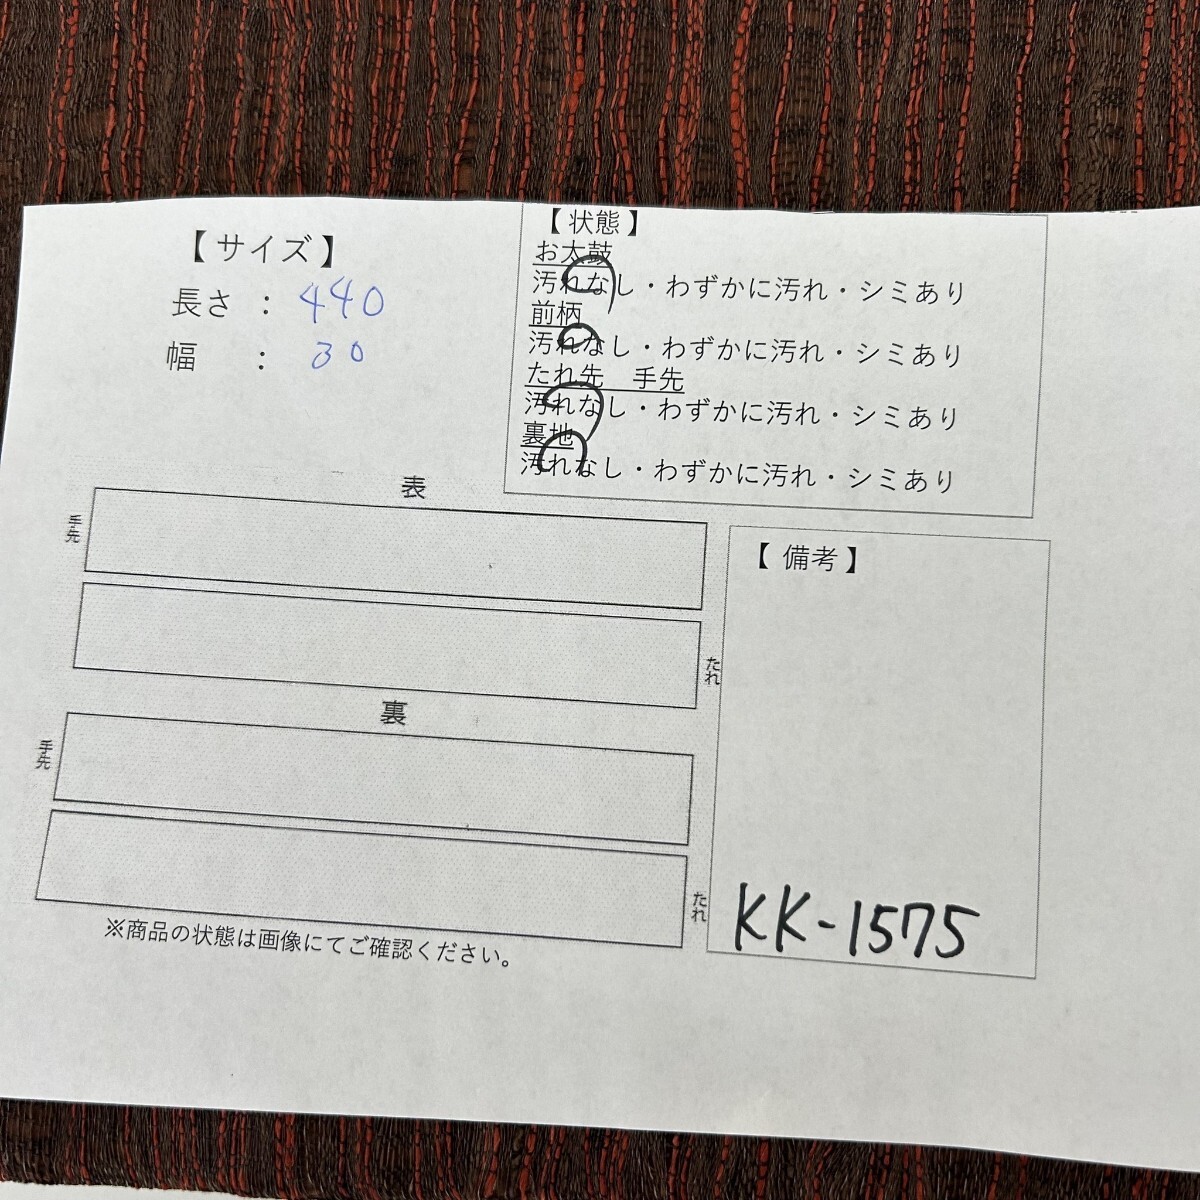 【 サイズ 】
長さ : 440
幅 : 30
【 状態 】
お太鼓
汚れなし・わずかに汚れ・シミあり
前柄
汚れなし・わずかに汚れ・シミあり
たれ先 手先
汚れなし・わずかに汚れ・シミあり
裏地
汚れなし・わずかに汚れ・シミあり
表
手先
たれ
裏
手先
たれ
※商品の状態は画像にてご確認ください。
【 備考 】
KK-1575